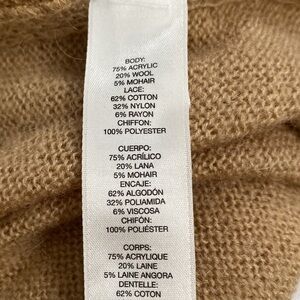 BODY:
75% ACRYLIC
20% WOOL
5% MOHAIR
LACE:
62% COTTON
32% NYLON
6% RAYON
CHIFFON:
100% POLYESTER
CUERPO:
75% ACRÍLICO
20% LANA
5% MOHAIR
ENCAJE:
62% ALGODÓN
32% POLIAMIDA
6% VISCOSA
CHIFÓN:
100% POLIÉSTER
CORPS:
75% ACRYLIQUE
20% LAINE
5% LAINE ANGORA
DENTELLE:
62% COTON